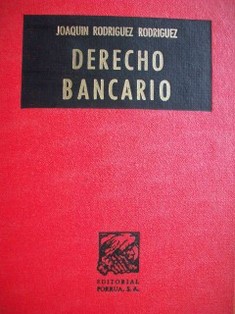 JOAQUIN RODRIGUEZ RODRIGUEZ
DERECHO
BANCARIO
EDITORIAL
PORRUA, S. A.